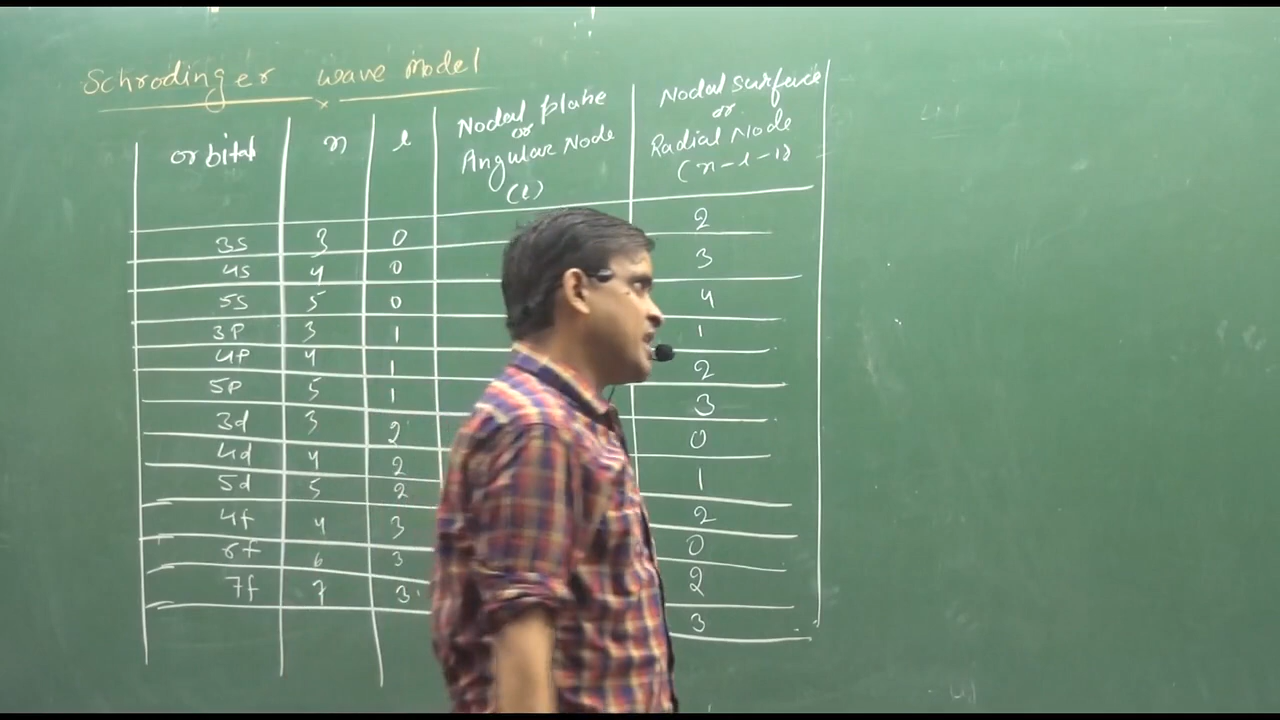 Schrodinger wave model
orbital n l Nodal plane or Angular Node (l) Nodal surface or Radial Node (n-l-1)
3s 3 0 2
4s 4 0 3
5s 5 0 4
3p 3 1 1
4p 4 1 2
5p 5 1 3
3d 3 2 0
4d 4 2 1
5d 5 2 2
4f 4 3 0
6f 6 3 2
7f 7 3 3